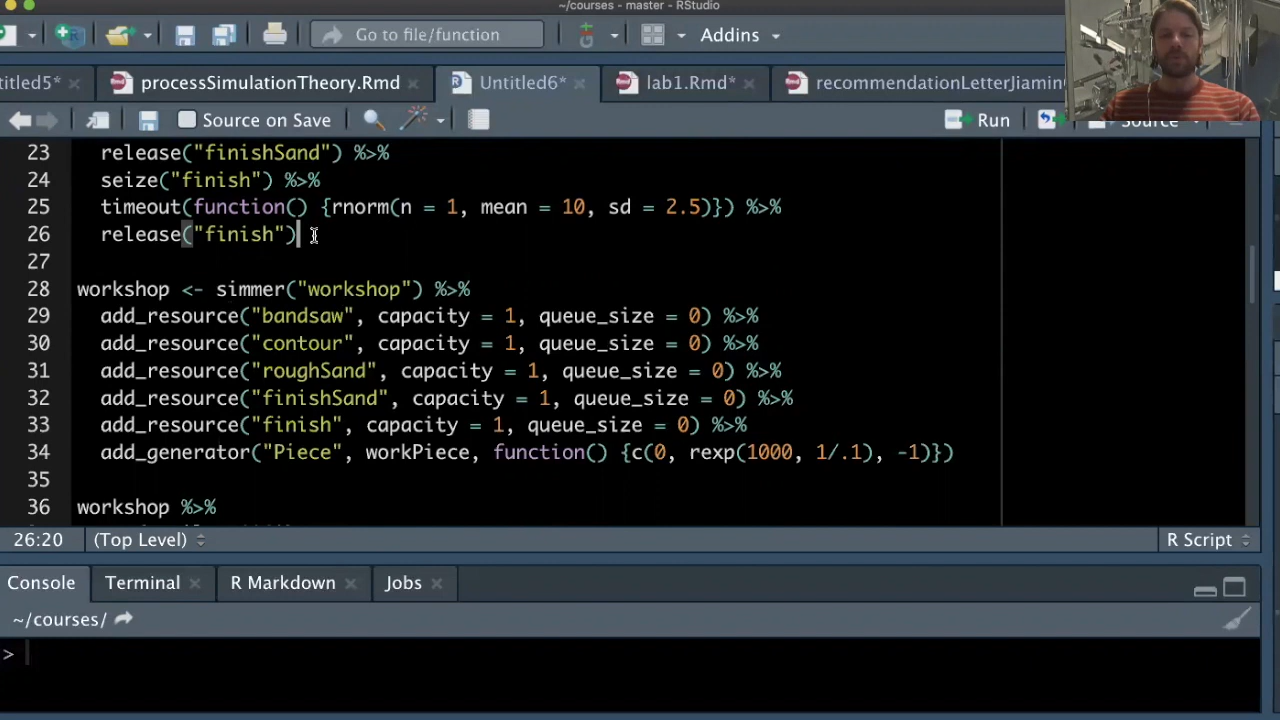 ~/courses - master - RStudio
Go to file/function
Addins
titled5*
processSimulationTheory.Rmd
Untitled6*
lab1.Rmd*
recommendationLetterJiamin
Source on Save
Run
Source
23 release("finishSand") %>%
24 seize("finish") %>%
25 timeout(function() {rnorm(n = 1, mean = 10, sd = 2.5)}) %>%
26 release("finish")
27
28 workshop <- simmer("workshop") %>%
29 add_resource("bandsaw", capacity = 1, queue_size = 0) %>%
30 add_resource("contour", capacity = 1, queue_size = 0) %>%
31 add_resource("roughSand", capacity = 1, queue_size = 0) %>%
32 add_resource("finishSand", capacity = 1, queue_size = 0) %>%
33 add_resource("finish", capacity = 1, queue_size = 0) %>%
34 add_generator("Piece", workPiece, function() {c(0, rexp(1000, 1/.1), -1)})
35
36 workshop %>%
26:20 (Top Level) R Script
Console Terminal R Markdown Jobs
~/courses/
>